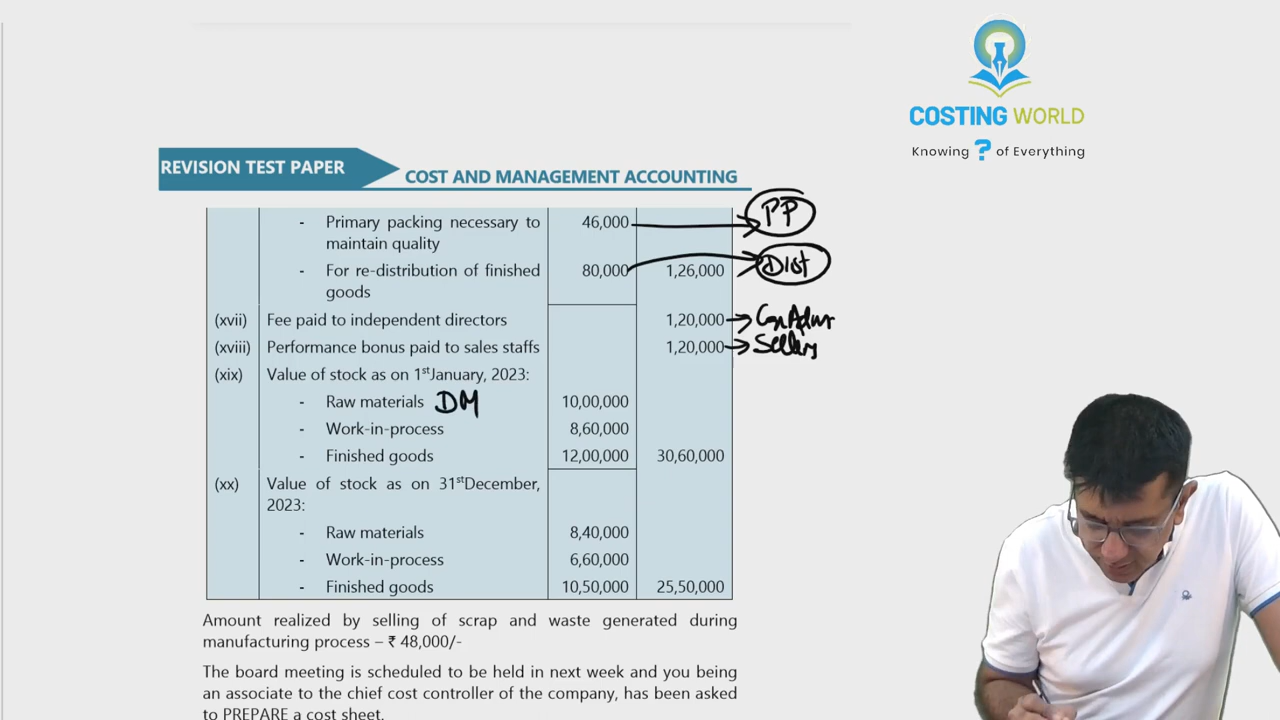 COSTING WORLD
Knowing ? of Everything
REVISION TEST PAPER
COST AND MANAGEMENT ACCOUNTING
- Primary packing necessary to 46,000 PP
maintain quality
- For re-distribution of finished 80,000 1,26,000 Dist
goods
(xvii) Fee paid to independent directors 1,20,000
(xviii) Performance bonus paid to sales staffs 1,20,000 Selling
(xix) Value of stock as on 1stJanuary, 2023:
- Raw materials DM 10,00,000
- Work-in-process 8,60,000
- Finished goods 12,00,000 30,60,000
(xx) Value of stock as on 31stDecember,
2023:
- Raw materials 8,40,000
- Work-in-process 6,60,000
- Finished goods 10,50,000 25,50,000
Amount realized by selling of scrap and waste generated during
manufacturing process – ₹ 48,000/-
The board meeting is scheduled to be held in next week and you being
an associate to the chief cost controller of the company, has been asked
to PREPARE a cost sheet.